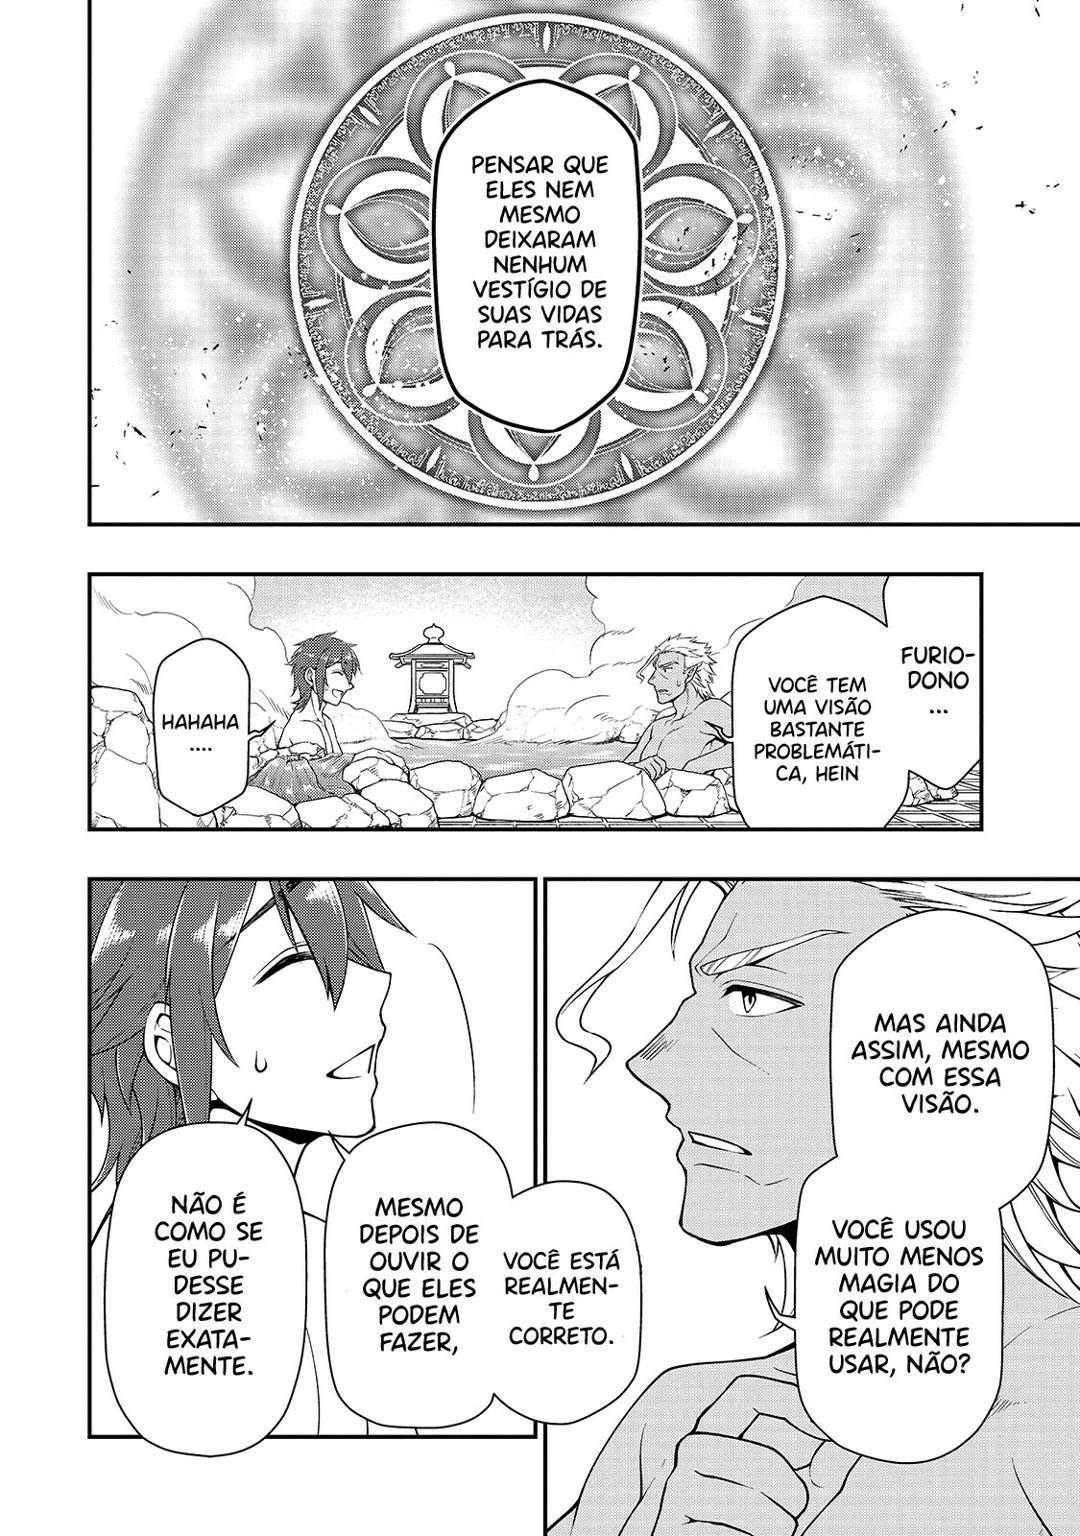 PENSAR QUE
ELES NEM
MESMO
DEIXARAM
NENHUM
VESTÍGIO DE
SUAS VIDAS
PARA TRÁS.
FURIO-
DONO
...
VOCÊ TEM
UMA VISÃO
BASTANTE
PROBLEMÁTI-
CA, HEIN
HAHAHA
....
MAS AINDA
ASSIM, MESMO
COM ESSA
VISÃO.
VOCÊ USOU
MUITO MENOS
MAGIA DO
QUE PODE
REALMENTE
USAR, NÃO?
VOCÊ ESTÁ
REALMEN-
TE
CORRETO.
MESMO
DEPOIS DE
OUVIR O
QUE ELES
PODEM
FAZER,
NÃO É
COMO SE
EU PU-
DESSE
DIZER
EXATA-
MENTE.